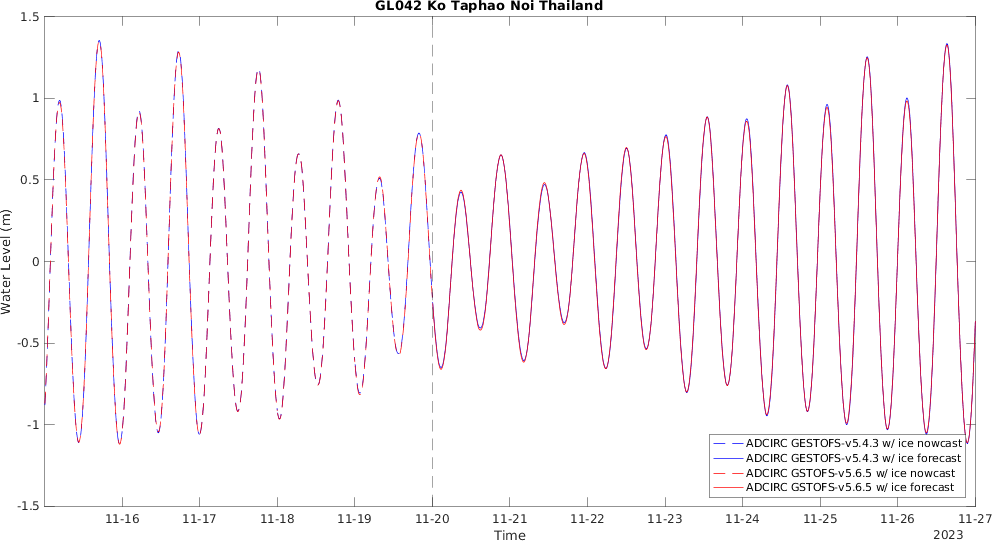 GL042 Ko Taphao Noi Thailand
1.5
1
0.5
0
-0.5
-1
-1.5
Water Level (m)
ADCIRC GESTOFS-v5.4.3 w/ ice nowcast
ADCIRC GESTOFS-v5.4.3 w/ ice forecast
ADCIRC GSTOFS-v5.6.5 w/ ice nowcast
ADCIRC GSTOFS-v5.6.5 w/ ice forecast
11-16 11-17 11-18 11-19 11-20 11-21 11-22 11-23 11-24 11-25 11-26 11-27
Time
2023